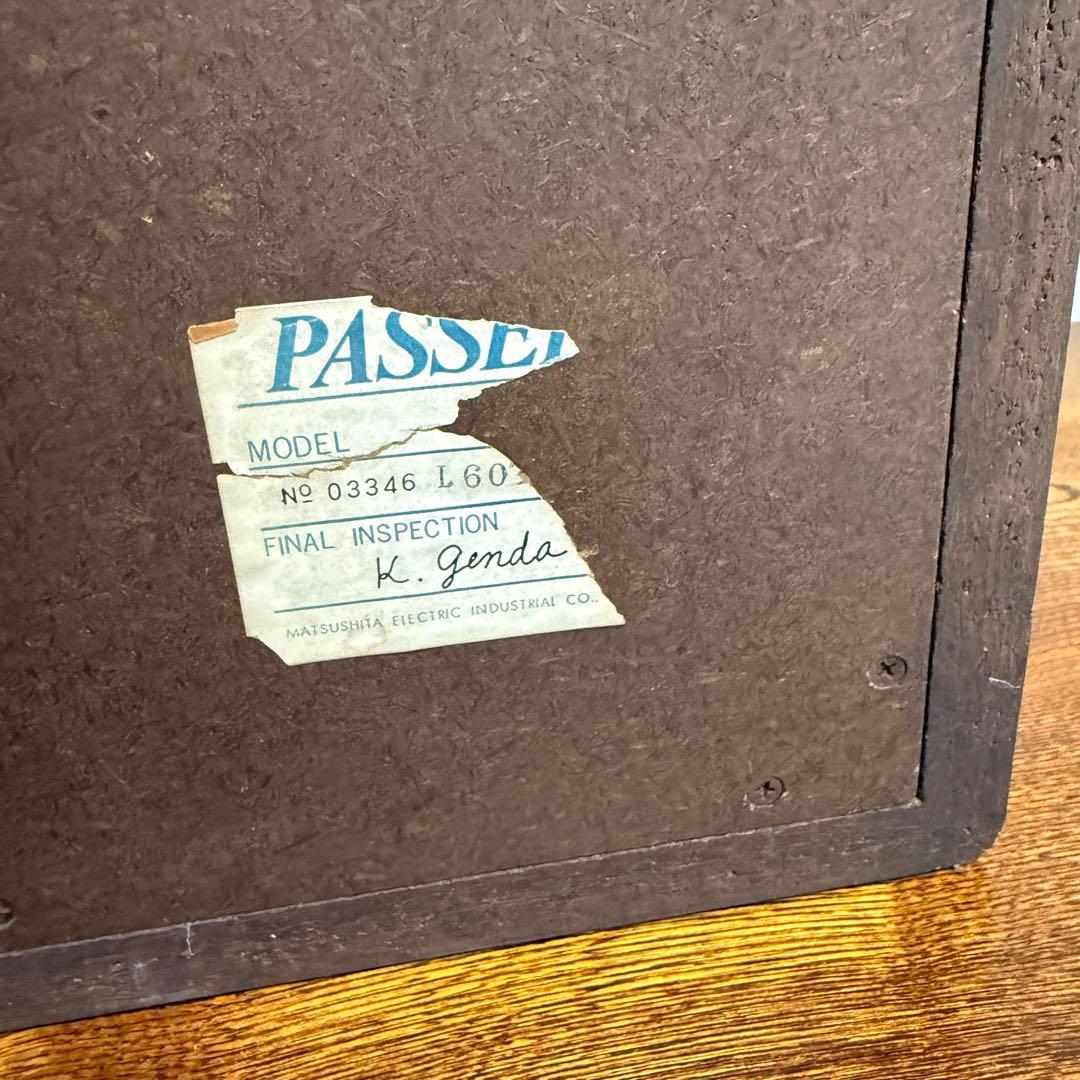 PASSE
MODEL
Nº 03346 L60
FINAL INSPECTION
K. Genda
MATSUSHITA ELECTRIC INDUSTRIAL CO.,